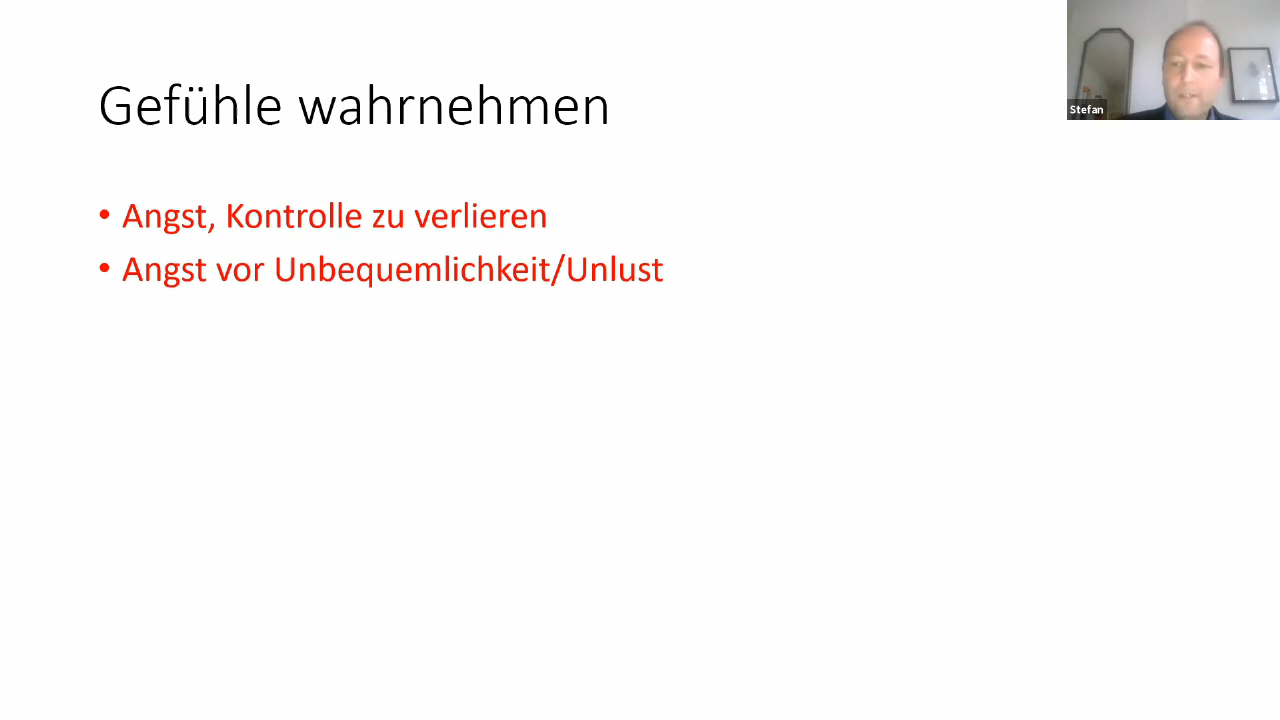 Gefühle wahrnehmen
• Angst, Kontrolle zu verlieren
• Angst vor Unbequemlichkeit/Unlust
Stefan